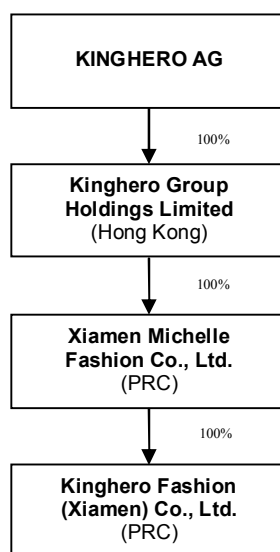 KINGHERO AG
100%
Kinghero Group
Holdings Limited
(Hong Kong)
100%
Xiamen Michelle
Fashion Co., Ltd.
(PRC)
100%
Kinghero Fashion
(Xiamen) Co., Ltd.
(PRC)